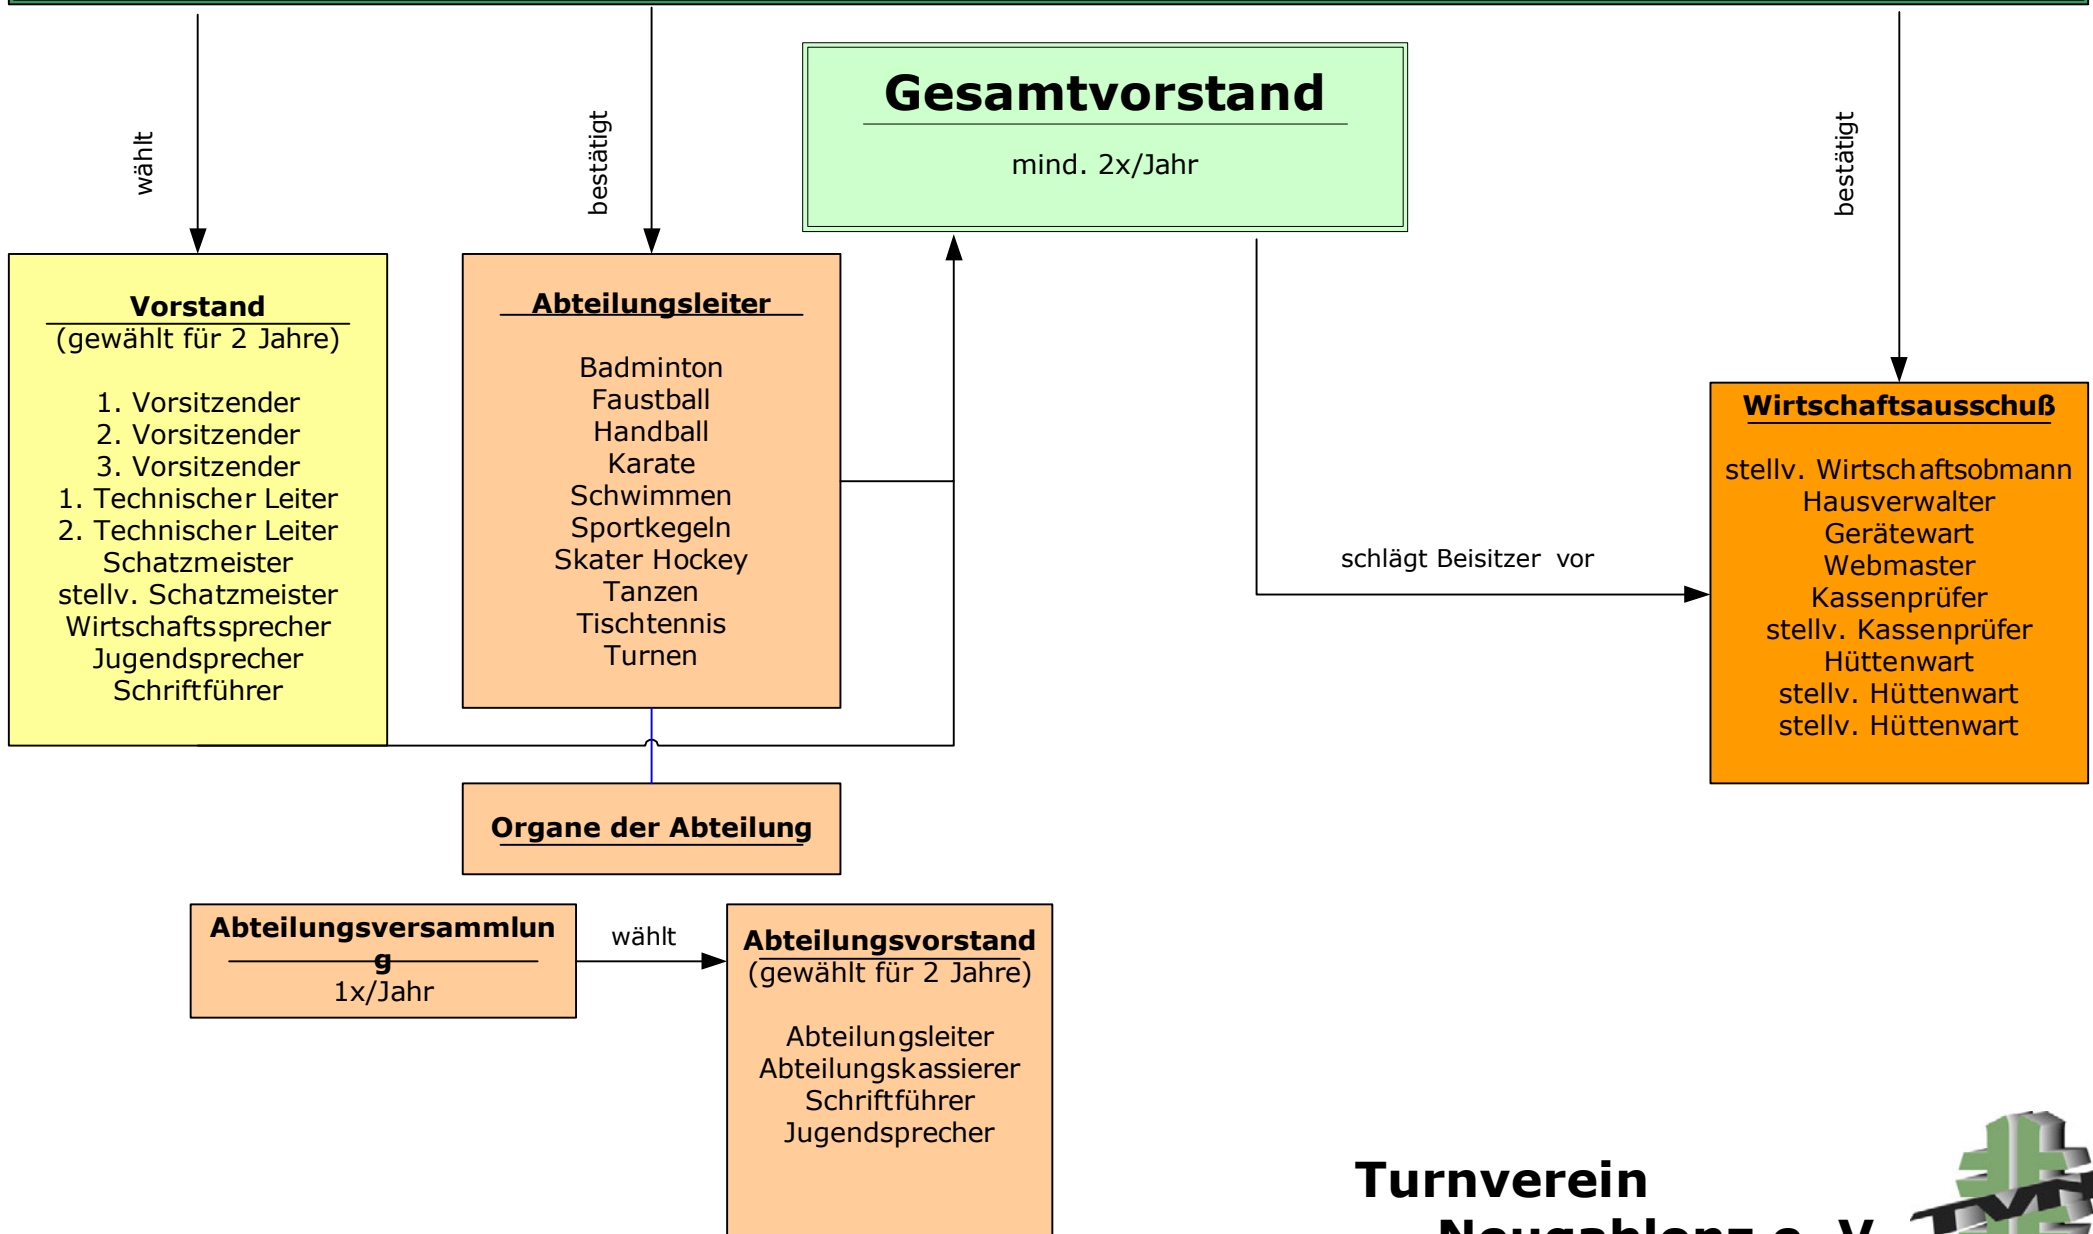 wählt
bestätigt
Gesamtvorstand
mind. 2x/Jahr
bestätigt
Vorstand
(gewählt für 2 Jahre)
1. Vorsitzender
2. Vorsitzender
3. Vorsitzender
1. Technischer Leiter
2. Technischer Leiter
Schatzmeister
stellv. Schatzmeister
Wirtschaftssprecher
Jugendsprecher
Schriftführer
Abteilungsleiter
Badminton
Faustball
Handball
Karate
Schwimmen
Sportkegeln
Skater Hockey
Tanzen
Tischtennis
Turnen
schlägt Beisitzer vor
Wirtschaftsausschuß
stellv. Wirtschaftsobmann
Hausverwalter
Gerätewart
Webmaster
Kassenprüfer
stellv. Kassenprüfer
Hüttenwart
stellv. Hüttenwart
stellv. Hüttenwart
Organe der Abteilung
Abteilungsversammlun
g
1x/Jahr
wählt
Abteilungsvorstand
(gewählt für 2 Jahre)
Abteilungsleiter
Abteilungskassierer
Schriftführer
Jugendsprecher
Turnverein
Neugablonz e. V
TVN